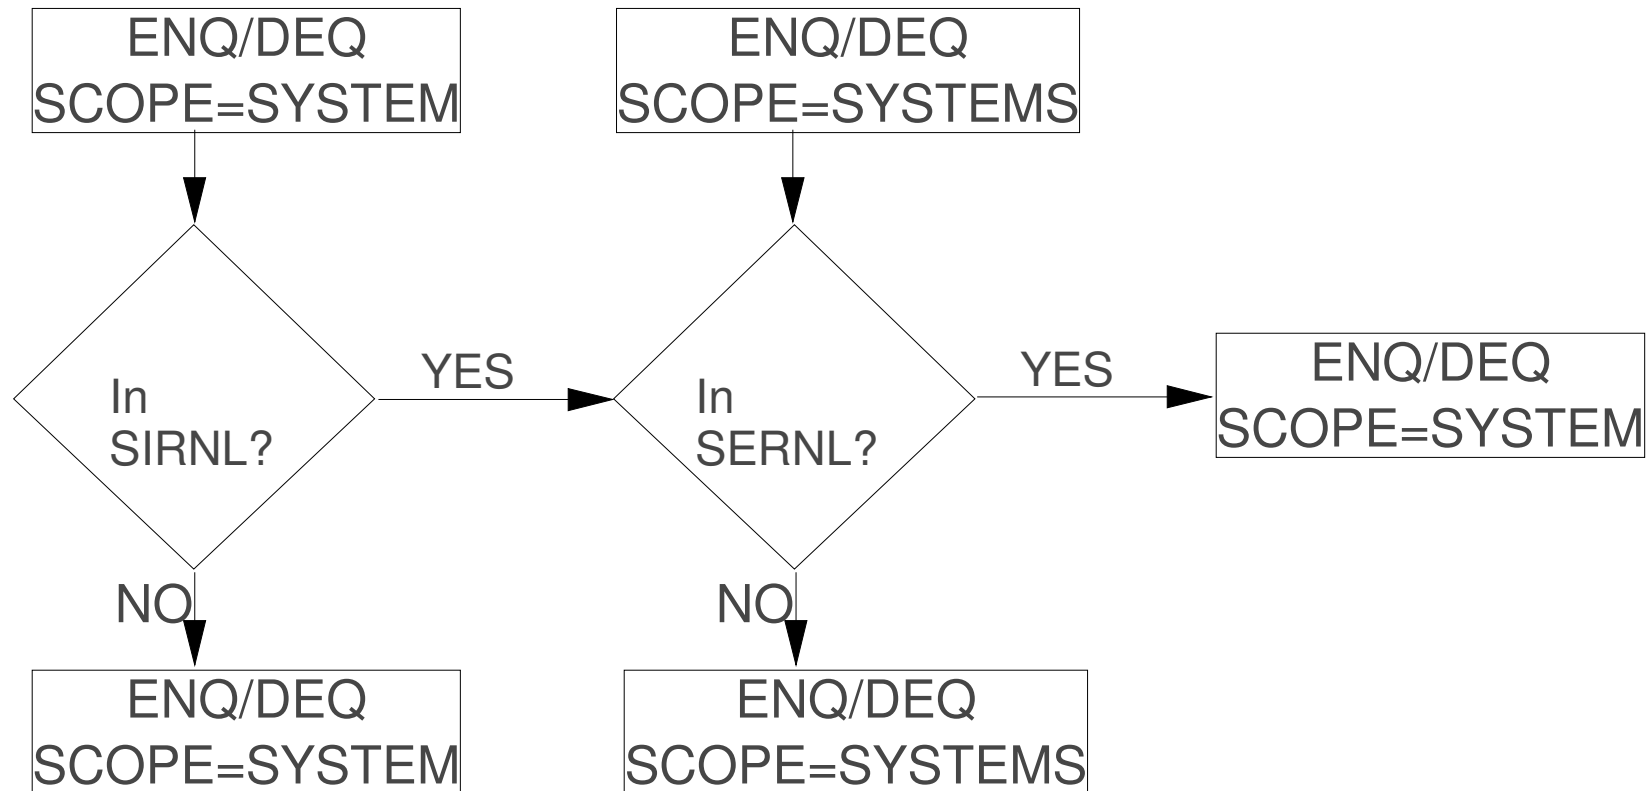 ENQ/DEQ
SCOPE=SYSTEM
ENQ/DEQ
SCOPE=SYSTEMS
In
SIRNL?
YES
In
SERNL?
YES
ENQ/DEQ
SCOPE=SYSTEM
NO
NO
ENQ/DEQ
SCOPE=SYSTEM
ENQ/DEQ
SCOPE=SYSTEMS